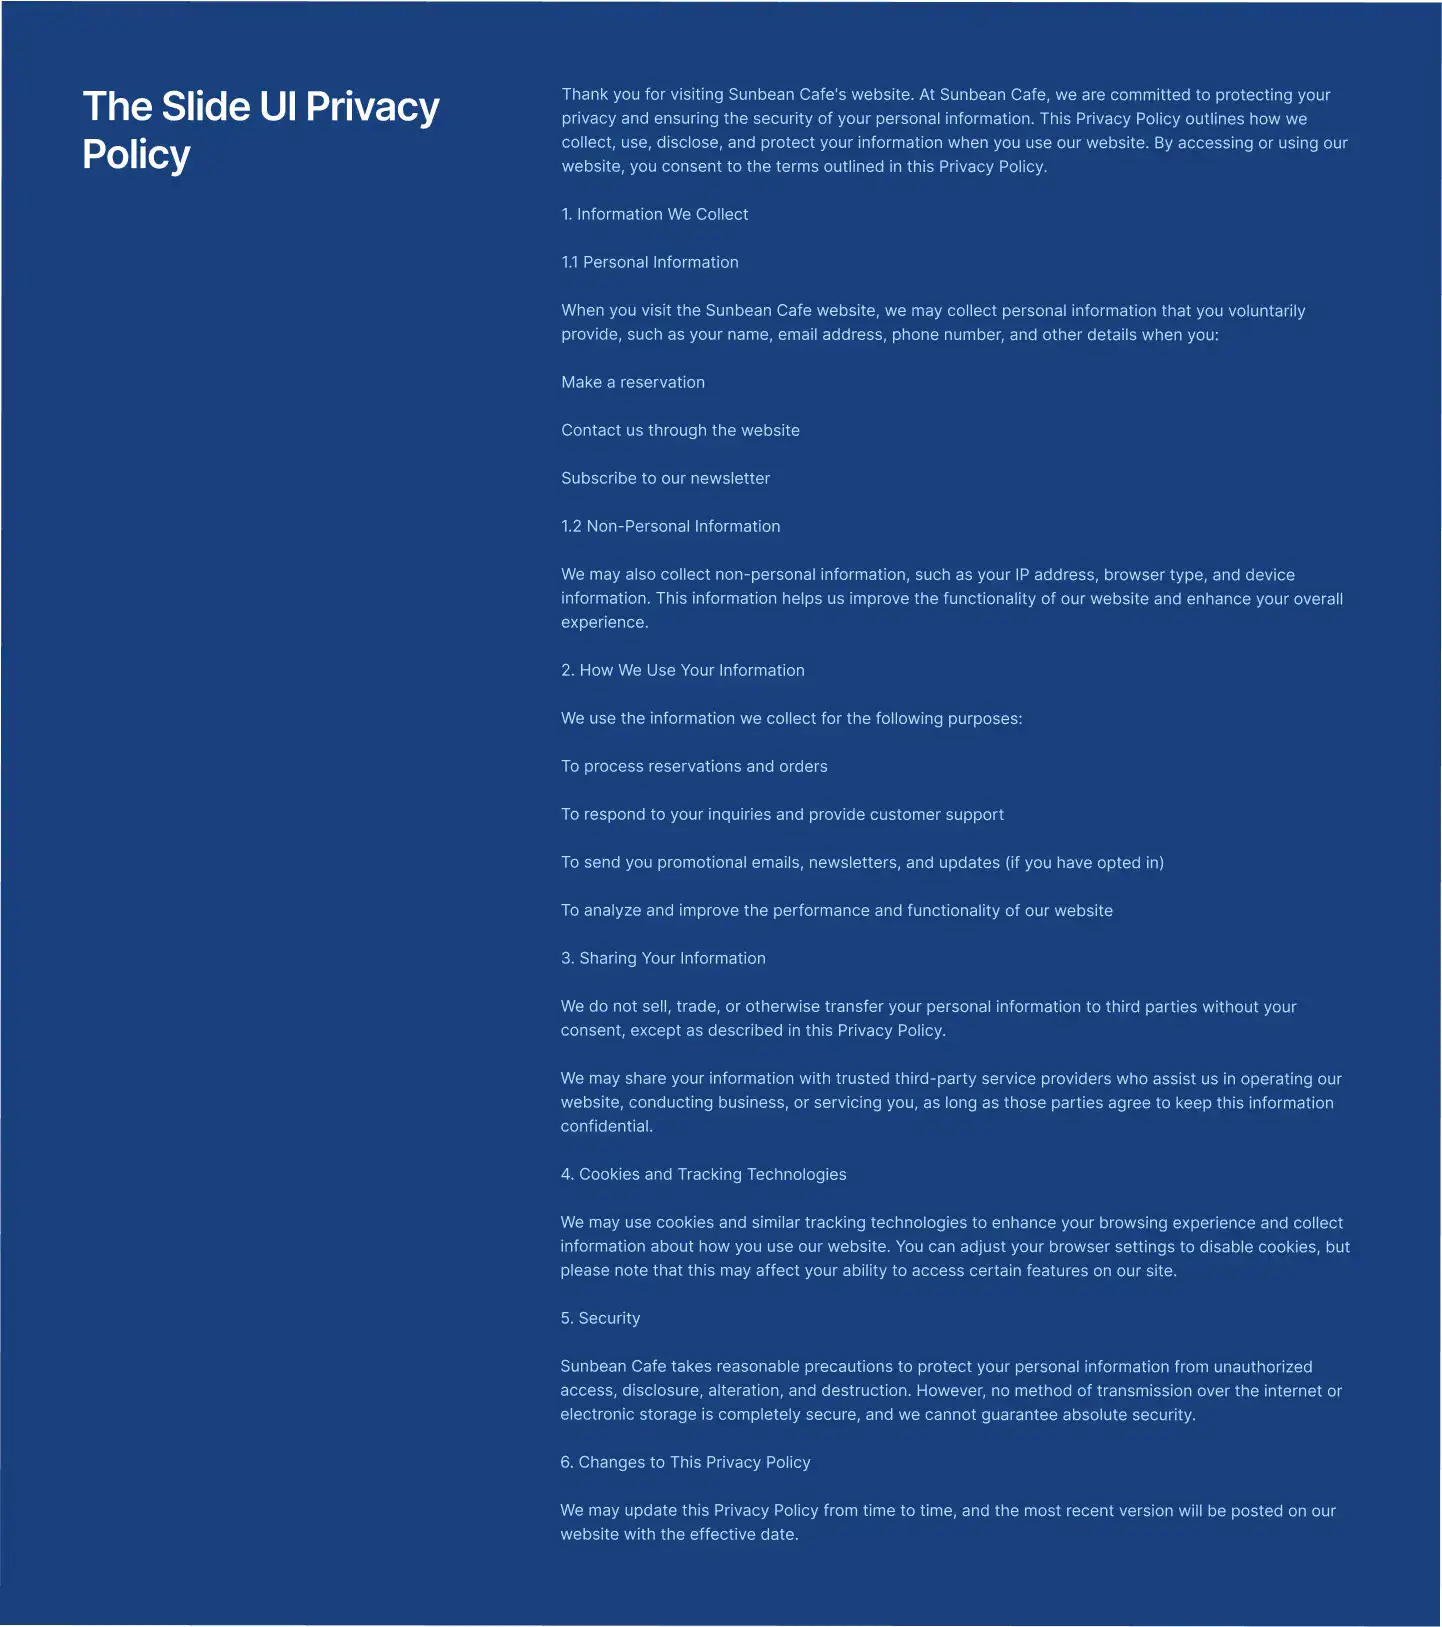 The Slide UI Privacy
Policy
Thank you for visiting Sunbean Cafe's website. At Sunbean Cafe, we are committed to protecting your
privacy and ensuring the security of your personal information. This Privacy Policy outlines how we
collect, use, disclose, and protect your information when you use our website. By accessing or using our
website, you consent to the terms outlined in this Privacy Policy.
1. Information We Collect
1.1 Personal Information
When you visit the Sunbean Cafe website, we may collect personal information that you voluntarily
provide, such as your name, email address, phone number, and other details when you:
Make a reservation
Contact us through the website
Subscribe to our newsletter
1.2 Non-Personal Information
We may also collect non-personal information, such as your IP address, browser type, and device
information. This information helps us improve the functionality of our website and enhance your overall
experience.
2. How We Use Your Information
We use the information we collect for the following purposes:
To process reservations and orders
To respond to your inquiries and provide customer support
To send you promotional emails, newsletters, and updates (if you have opted in)
To analyze and improve the performance and functionality of our website
3. Sharing Your Information
We do not sell, trade, or otherwise transfer your personal information to third parties without your
consent, except as described in this Privacy Policy.
We may share your information with trusted third-party service providers who assist us in operating our
website, conducting business, or servicing you, as long as those parties agree to keep this information
confidential.
4. Cookies and Tracking Technologies
We may use cookies and similar tracking technologies to enhance your browsing experience and collect
information about how you use our website. You can adjust your browser settings to disable cookies, but
please note that this may affect your ability to access certain features on our site.
5. Security
Sunbean Cafe takes reasonable precautions to protect your personal information from unauthorized
access, disclosure, alteration, and destruction. However, no method of transmission over the internet or
electronic storage is completely secure, and we cannot guarantee absolute security.
6. Changes to This Privacy Policy
We may update this Privacy Policy from time to time, and the most recent version will be posted on our
website with the effective date.